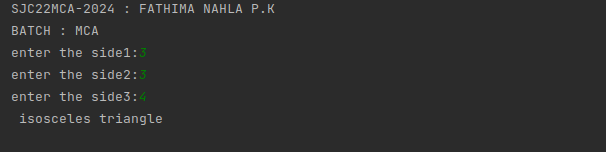 SJC22MCA-2024 : FATHIMA NAHLA P.K
BATCH : MCA
enter the side1:3
enter the side2:3
enter the side3:4
 isosceles triangle